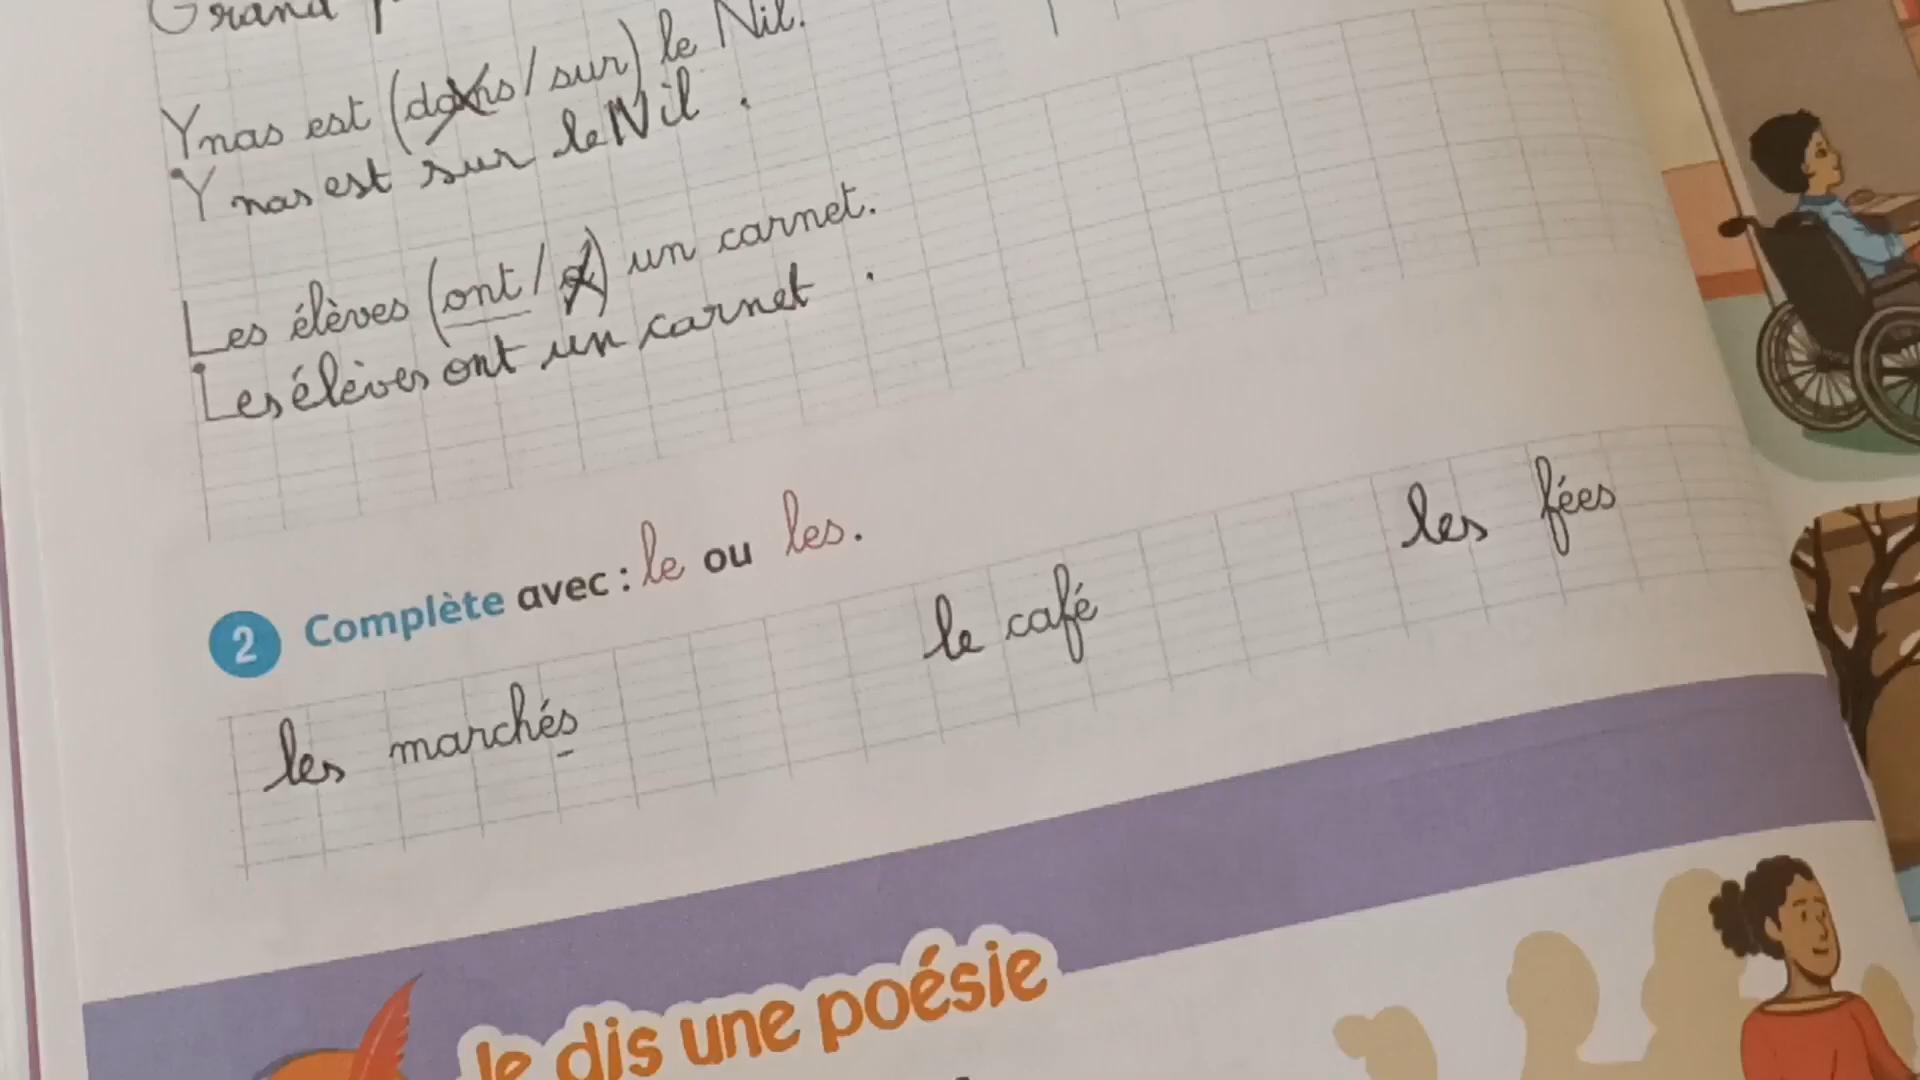 Grand
Ynas est (dans / sur) le Nil.
Ynas est sur le Nil.
Les élèves (ont / a) un carnet.
Les élèves ont un carnet.
2 Complète avec : le ou les.
les marchés le café les fées
Je dis une poésie